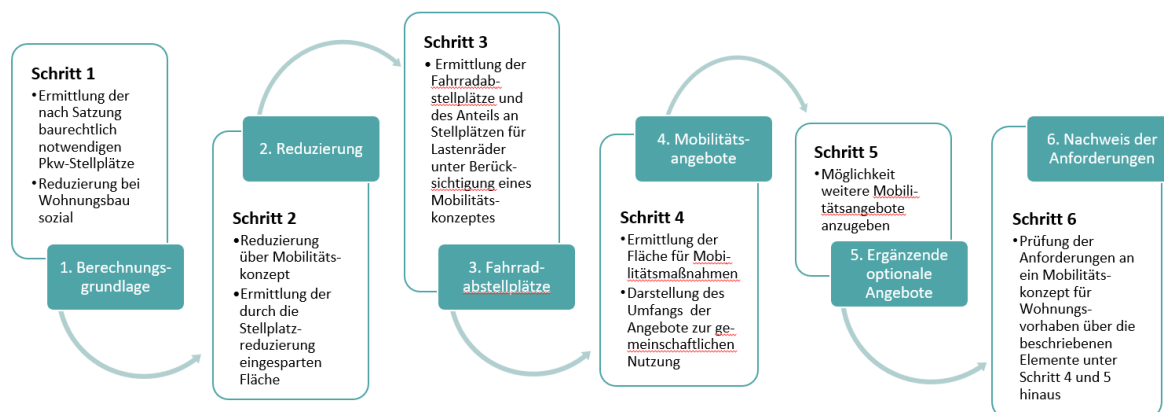 Schritt 1
•Ermittlung der
nach Satzung
baurechtlich
notwendigen
Pkw-Stellplätze
•Reduzierung bei
Wohnungsbau
sozial
1. Berechnungs-
grundlage
2. Reduzierung
Schritt 2
•Reduzierung
über Mobilitäts-
konzept
•Ermittlung der
durch die
Stellplatz-
reduzierung
eingesparten
Fläche
Schritt 3
• Ermittlung der
Fahrradab-
stellplätze und
des Anteils an
Stellplätzen für
Lastenräder
unter Berück-
sichtigung eines
Mobilitäts-
konzeptes
3. Fahrrad-
abstellplätze
4. Mobilitäts-
angebote
Schritt 4
•Ermittlung der
Fläche für Mobi-
litätsmaßnahmen
•Darstellung des
Umfangs der
Angebote zur ge-
meinschaftlichen
Nutzung
Schritt 5
•Möglichkeit
weitere Mobili-
tätsangebote
anzugeben
5. Ergänzende
optionale
Angebote
6. Nachweis der
Anforderungen
Schritt 6
•Prüfung der
Anforderungen an
ein Mobilitäts-
konzept für
Wohnungs-
vorhaben über die
beschriebenen
Elemente unter
Schritt 4 und 5
hinaus